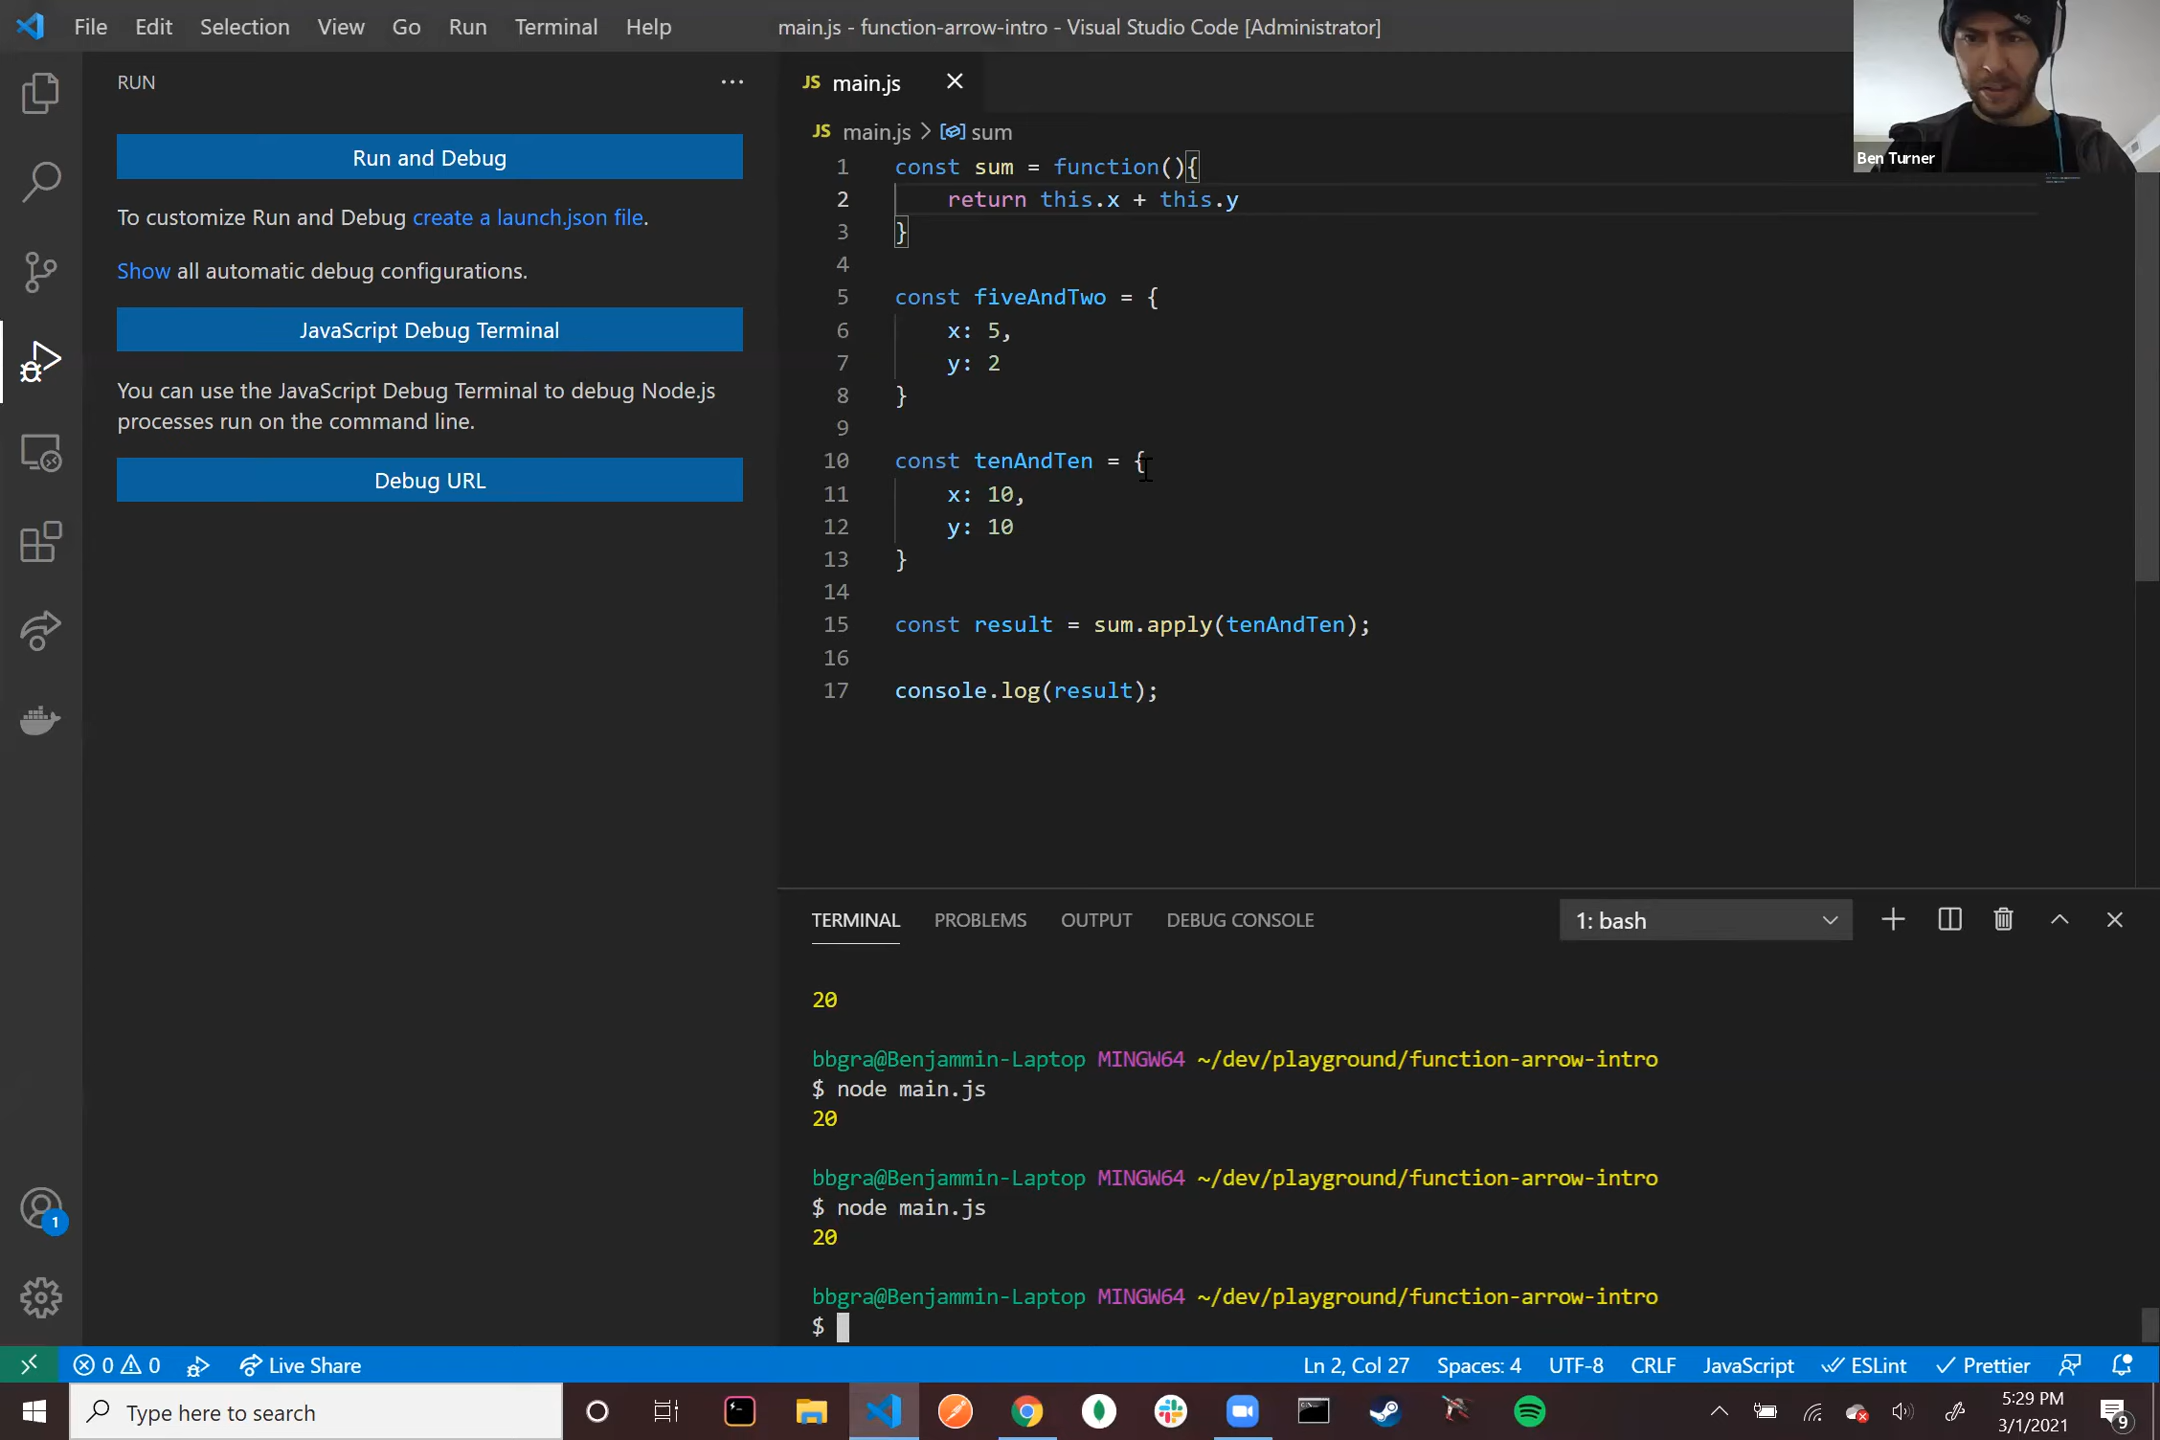 File Edit Selection View Go Run Terminal Help
main.js - function-arrow-intro - Visual Studio Code [Administrator]
Ben Turner
RUN
Run and Debug
To customize Run and Debug create a launch.json file.
Show all automatic debug configurations.
JavaScript Debug Terminal
You can use the JavaScript Debug Terminal to debug Node.js
processes run on the command line.
Debug URL
JS main.js
JS main.js > sum
1 const sum = function(){
2 return this.x + this.y
3 }
4
5 const fiveAndTwo = {
6 x: 5,
7 y: 2
8 }
9
10 const tenAndTen = {
11 x: 10,
12 y: 10
13 }
14
15 const result = sum.apply(tenAndTen);
16
17 console.log(result);
TERMINAL PROBLEMS OUTPUT DEBUG CONSOLE 1: bash
20
bbgra@Benjammin-Laptop MINGW64 ~/dev/playground/function-arrow-intro
$ node main.js
20
bbgra@Benjammin-Laptop MINGW64 ~/dev/playground/function-arrow-intro
$ node main.js
20
bbgra@Benjammin-Laptop MINGW64 ~/dev/playground/function-arrow-intro
$
1
0 0 Live Share Ln 2, Col 27 Spaces: 4 UTF-8 CRLF JavaScript ESLint Prettier
Type here to search
5:29 PM
3/1/2021
9